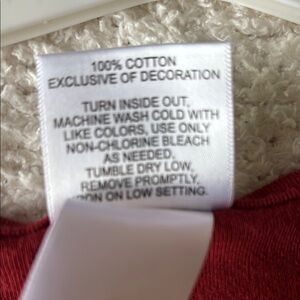 100% COTTON
EXCLUSIVE OF DECORATION
TURN INSIDE OUT,
MACHINE WASH COLD WITH
LIKE COLORS, USE ONLY
NON-CHLORINE BLEACH
AS NEEDED,
TUMBLE DRY LOW,
REMOVE PROMPTLY,
IRON ON LOW SETTING.